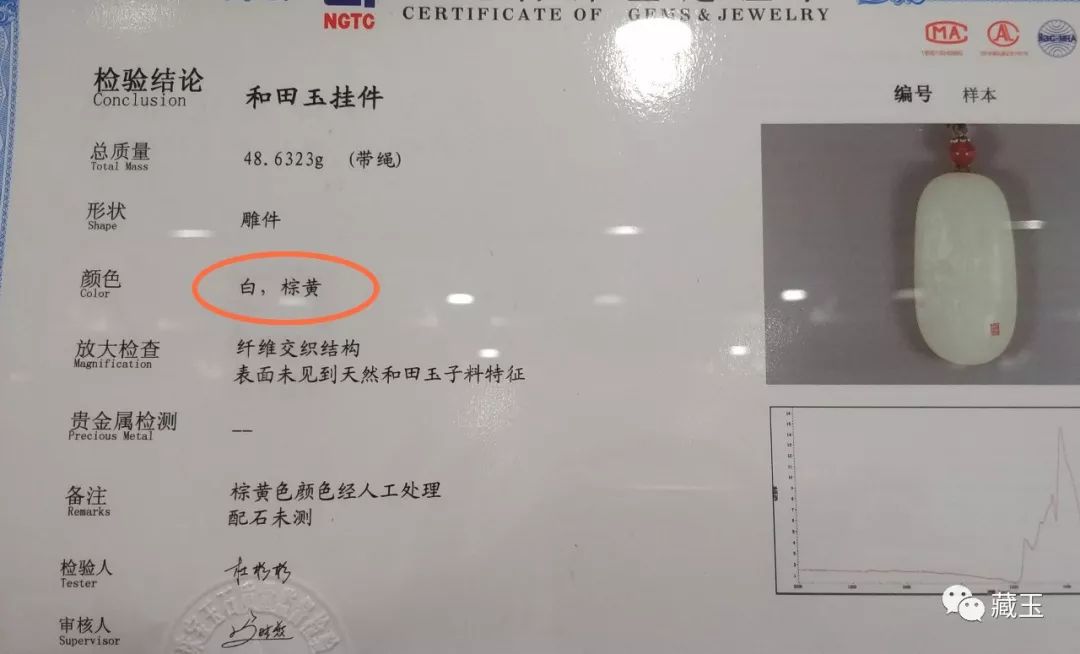 NGTC
CERTIFICATE OF GEMS & JEWELRY
MA
AL
编号 样本
检验结论 和田玉挂件
Conclusion
总质量 48.6323g (带绳)
Total Mass
形状 雕件
Shape
颜色 白，棕黄
Color
放大检查 纤维交织结构
Magnification 表面未见到天然和田玉子料特征
贵金属检测 --
Precious Metal
备注 棕黄色颜色经人工处理
Remarks 配石未测
检验人
Tester
审核人
Supervisor
藏玉